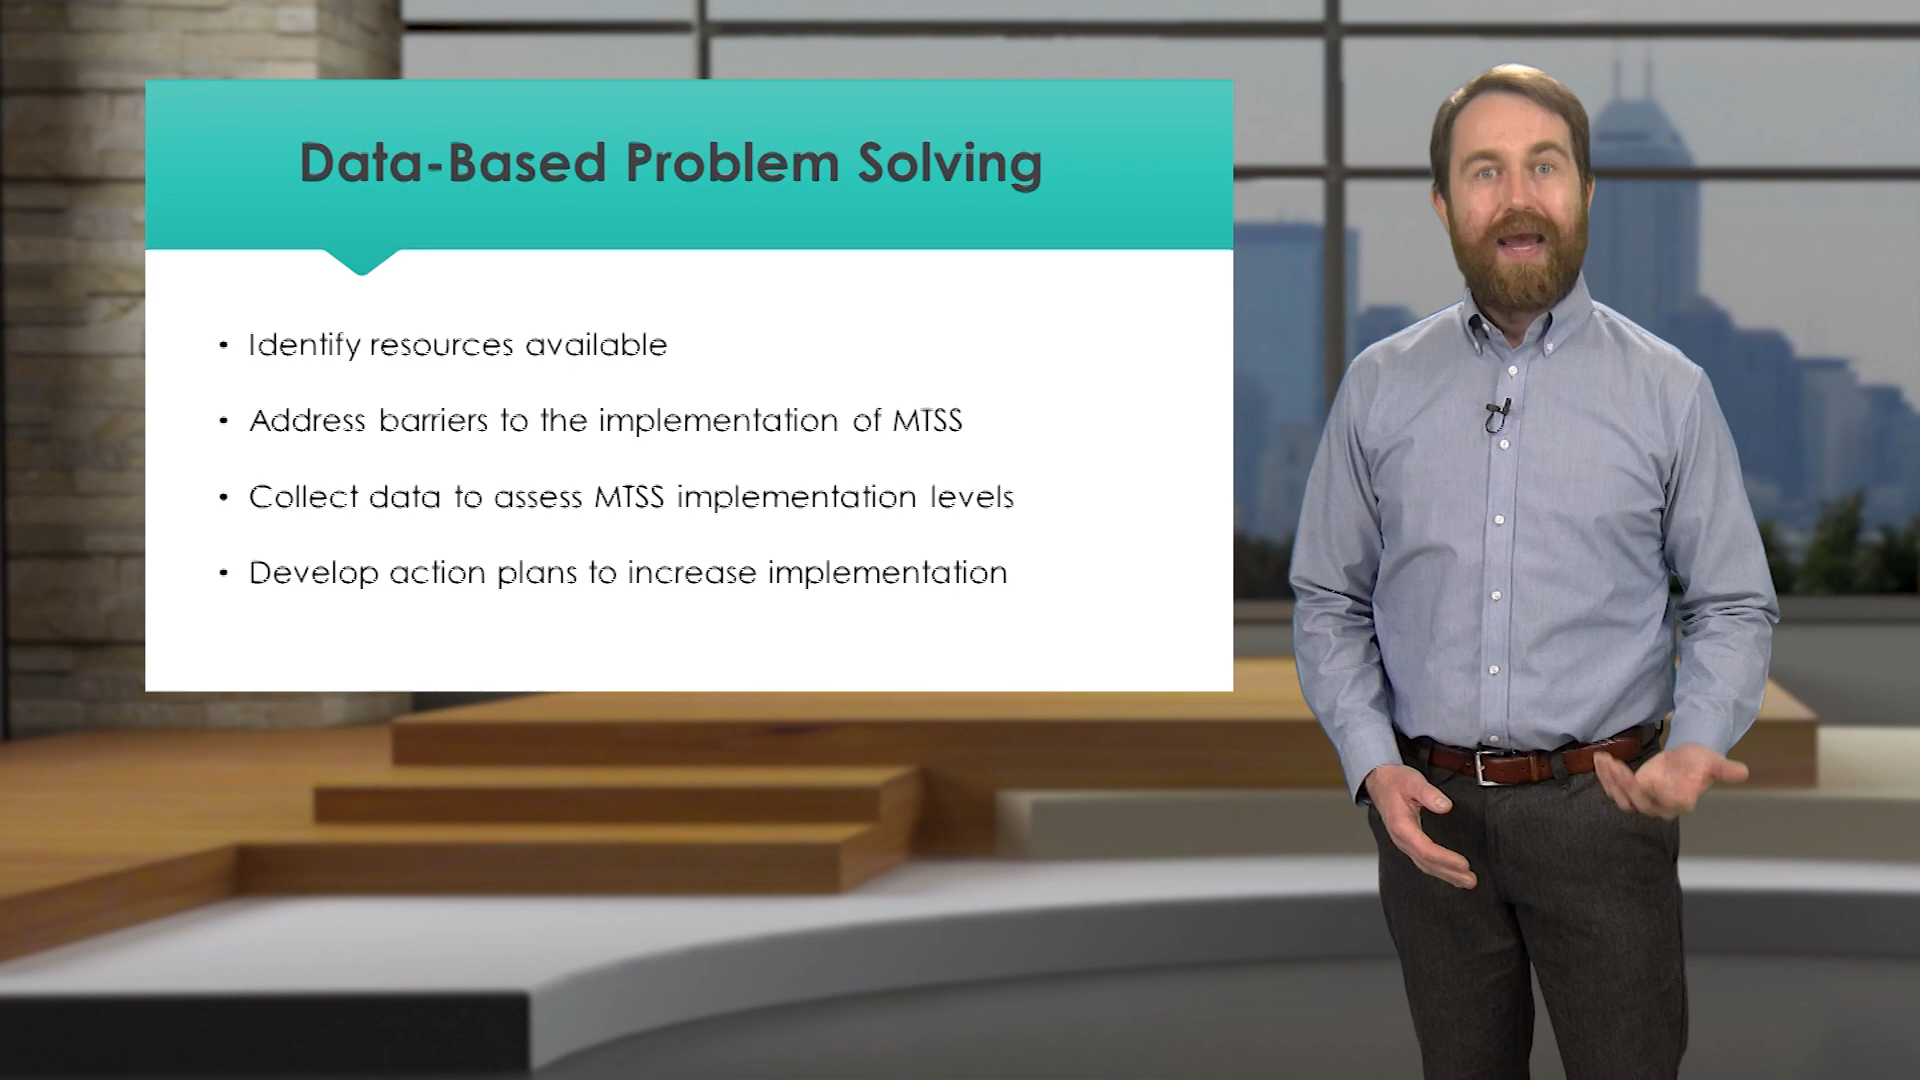 Data-Based Problem Solving
• Identify resources available
• Address barriers to the implementation of MTSS
• Collect data to assess MTSS implementation levels
• Develop action plans to increase implementation